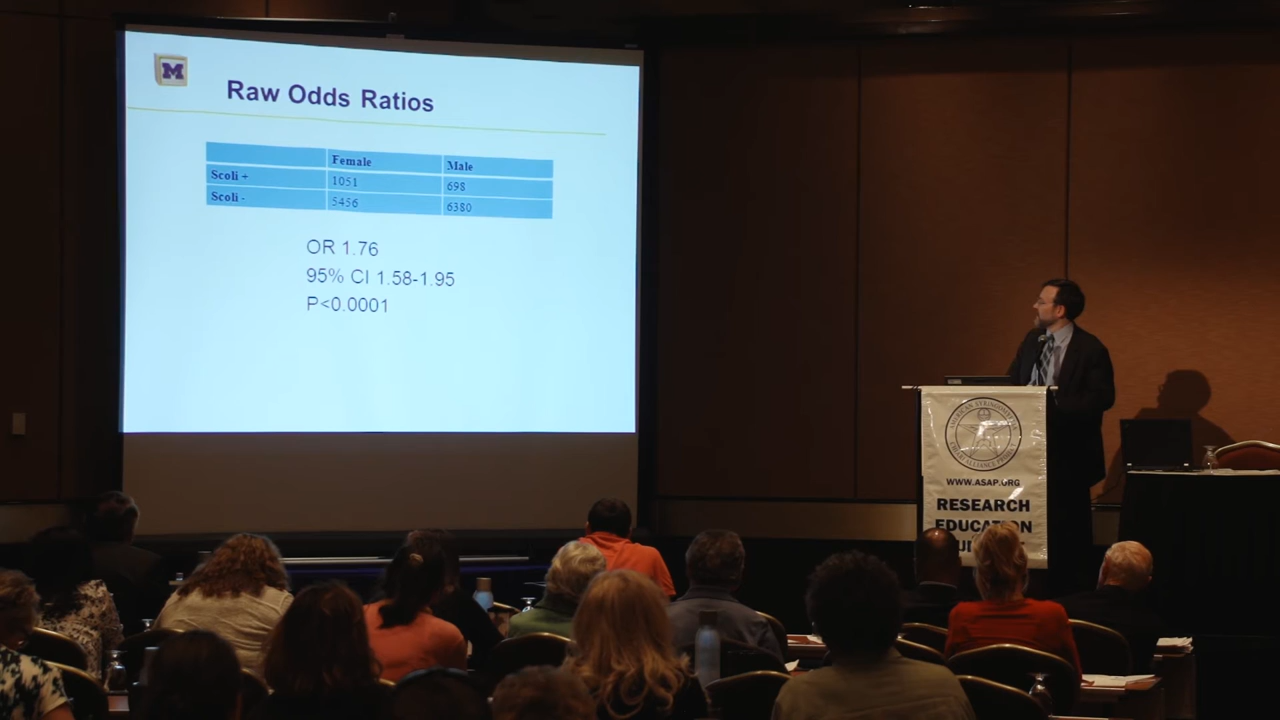 M
Raw Odds Ratios
Female Male
Scoli + 1051 698
Scoli - 5456 6380
OR 1.76
95% CI 1.58-1.95
P<0.0001
WWW.ASAP.ORG
RESEARCH